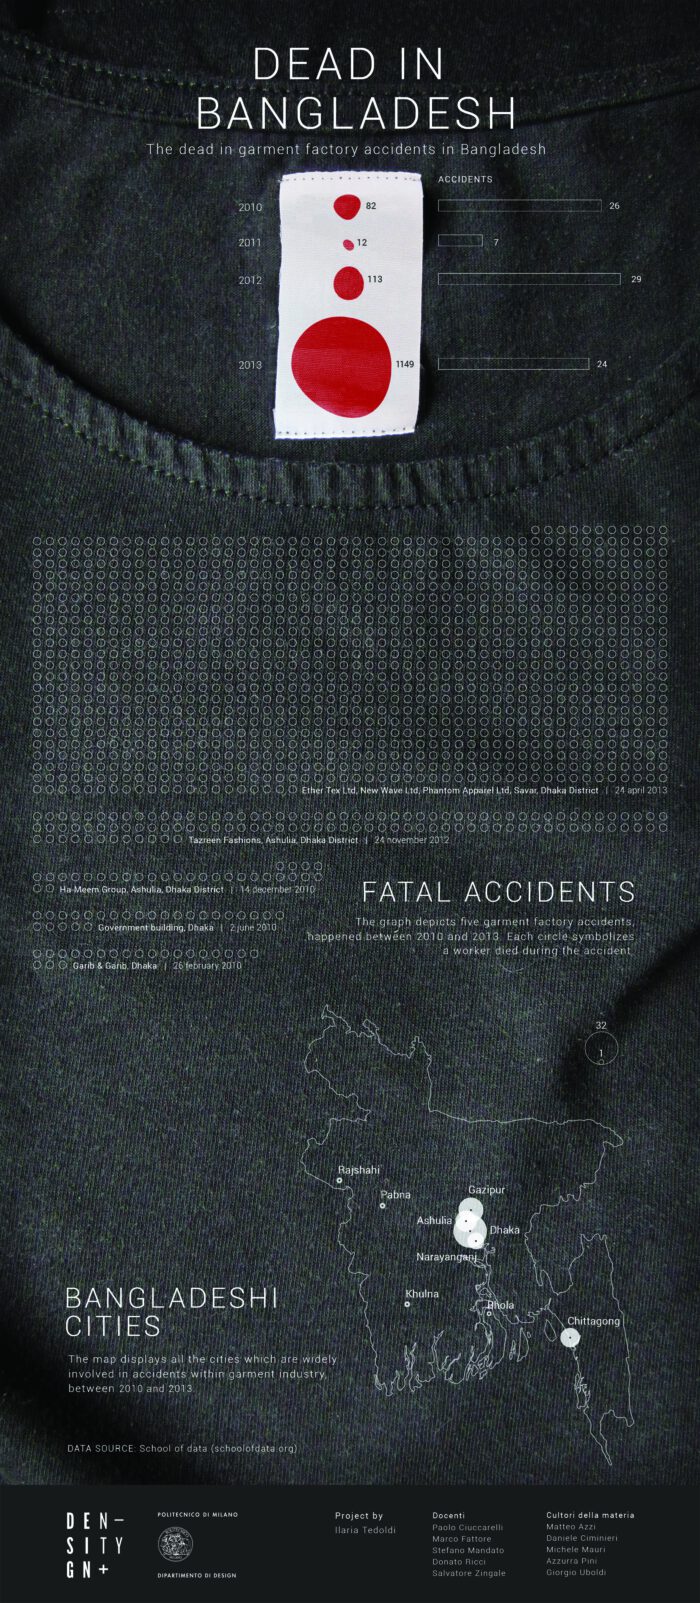 DEAD IN
BANGLADESH
The dead in garment factory accidents in Bangladesh
ACCIDENTS
2010 82 26
2011 12 7
2012 113 29
2013 1149 24
Ether Tex Ltd, New Wave Ltd, Phantom Apparel Ltd, Savar, Dhaka District | 24 april 2013
Tazreen Fashions, Ashulia, Dhaka District | 24 november 2012
Ha-Meem Group, Ashulia, Dhaka District | 14 december 2010
Government building, Dhaka | 2 june 2010
Garib & Garib, Dhaka | 26 february 2010
FATAL ACCIDENTS
The graph depicts five garment factory accidents,
happened between 2010 and 2013. Each circle symbolizes
a worker died during the accident.
32
1
Rajshahi
Pabna
Gazipur
Ashulia
Dhaka
Narayanganj
Khulna
Bhola
Chittagong
BANGLADESHI
CITIES
The map displays all the cities which are widely
involved in accidents within garment industry,
between 2010 and 2013.
DATA SOURCE: School of data (schoolofdata.org)
DEN–
SITY
GN+
POLITECNICO DI MILANO
DIPARTIMENTO DI DESIGN
Project by
Ilaria Tedoldi
Docenti
Paolo Ciuccarelli
Marco Fattore
Stefano Mandato
Donato Ricci
Salvatore Zingale
Cultori della materia
Matteo Azzi
Daniele Ciminieri
Michele Mauri
Azzurra Pini
Giorgio Uboldi